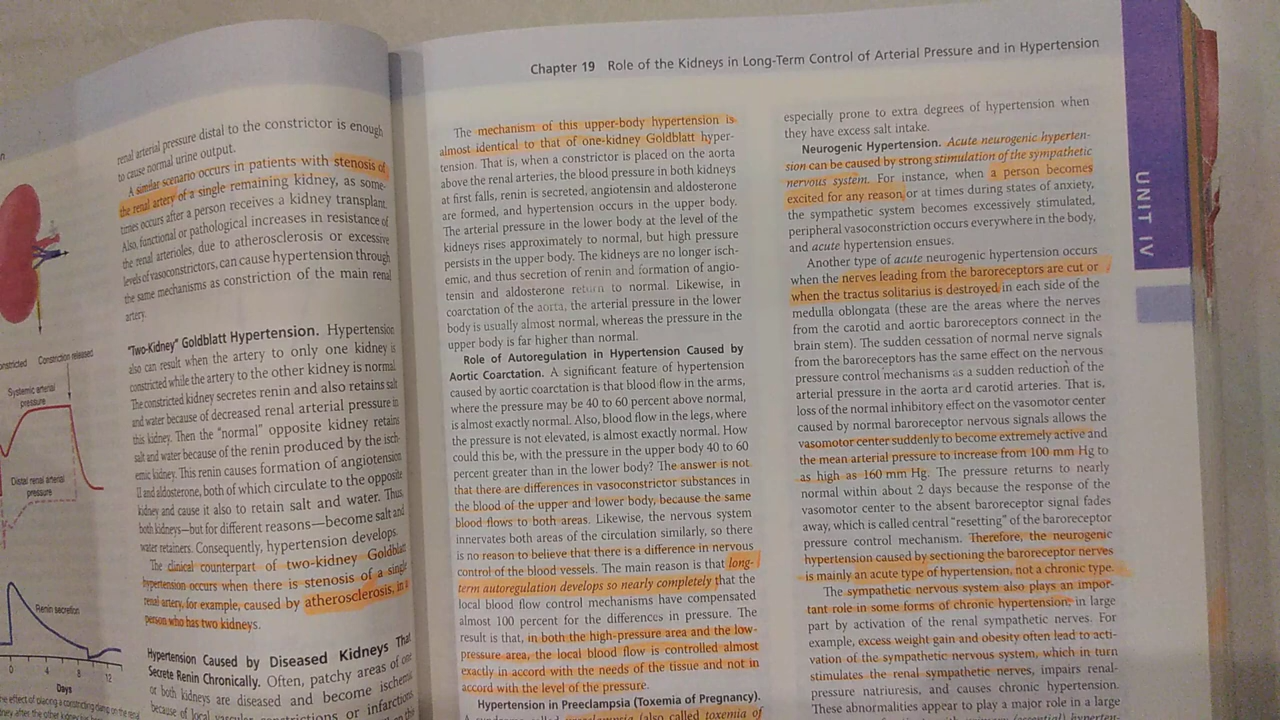 renal arterial pressure distal to the constrictor is enough
to cause normal urine output.
A similar scenario occurs in patients with stenosis of
the renal artery of a single remaining kidney, as some-
times occurs after a person receives a kidney transplant.
Also, functional or pathological increases in resistance of
the renal arterioles, due to atherosclerosis or excessive
levels of vasoconstrictors, can cause hypertension through
the same mechanisms as constriction of the main renal
artery.
"Two-Kidney" Goldblatt Hypertension. Hypertension
also can result when the artery to only one kidney is
constricted while the artery to the other kidney is normal.
The constricted kidney secretes renin and also retains salt
and water because of decreased renal arterial pressure in
this kidney. Then the "normal" opposite kidney retains
salt and water because of the renin produced by the isch-
emic kidney. This renin causes formation of angiotensin
II and aldosterone, both of which circulate to the opposite
kidney and cause it also to retain salt and water. Thus,
both kidneys—but for different reasons—become salt and
water retainers. Consequently, hypertension develops.
The clinical counterpart of two-kidney Goldblatt
hypertension occurs when there is stenosis of a single
renal artery, for example, caused by atherosclerosis, in a
person who has two kidneys.
Hypertension Caused by Diseased Kidneys That
Secrete Renin Chronically. Often, patchy areas of one
or both kidneys are diseased and become ischemic
because of local vascular constrictions or infarctions
Constriction released
Systemic arterial
pressure
Distal renal arterial
pressure
Renin secretion
0 4 8 12
Days
Chapter 19 Role of the Kidneys in Long-Term Control of Arterial Pressure and in Hypertension
The mechanism of this upper-body hypertension is
almost identical to that of one-kidney Goldblatt hyper-
tension. That is, when a constrictor is placed on the aorta
above the renal arteries, the blood pressure in both kidneys
at first falls, renin is secreted, angiotensin and aldosterone
are formed, and hypertension occurs in the upper body.
The arterial pressure in the lower body at the level of the
kidneys rises approximately to normal, but high pressure
persists in the upper body. The kidneys are no longer isch-
emic, and thus secretion of renin and formation of angio-
tensin and aldosterone return to normal. Likewise, in
coarctation of the aorta, the arterial pressure in the lower
body is usually almost normal, whereas the pressure in the
upper body is far higher than normal.
Role of Autoregulation in Hypertension Caused by
Aortic Coarctation. A significant feature of hypertension
caused by aortic coarctation is that blood flow in the arms,
where the pressure may be 40 to 60 percent above normal,
is almost exactly normal. Also, blood flow in the legs, where
the pressure is not elevated, is almost exactly normal. How
could this be, with the pressure in the upper body 40 to 60
percent greater than in the lower body? The answer is not
that there are differences in vasoconstrictor substances in
the blood of the upper and lower body, because the same
blood flows to both areas. Likewise, the nervous system
innervates both areas of the circulation similarly, so there
is no reason to believe that there is a difference in nervous
control of the blood vessels. The main reason is that long-
term autoregulation develops so nearly completely that the
local blood flow control mechanisms have compensated
almost 100 percent for the differences in pressure. The
result is that, in both the high-pressure area and the low-
pressure area, the local blood flow is controlled almost
exactly in accord with the needs of the tissue and not in
accord with the level of the pressure.
Hypertension in Preeclampsia (Toxemia of Pregnancy).
(also called toxemia of
especially prone to extra degrees of hypertension when
they have excess salt intake.
Neurogenic Hypertension. Acute neurogenic hyperten-
sion can be caused by strong stimulation of the sympathetic
nervous system. For instance, when a person becomes
excited for any reason or at times during states of anxiety,
the sympathetic system becomes excessively stimulated,
peripheral vasoconstriction occurs everywhere in the body,
and acute hypertension ensues.
Another type of acute neurogenic hypertension occurs
when the nerves leading from the baroreceptors are cut or
when the tractus solitarius is destroyed in each side of the
medulla oblongata (these are the areas where the nerves
from the carotid and aortic baroreceptors connect in the
brain stem). The sudden cessation of normal nerve signals
from the baroreceptors has the same effect on the nervous
pressure control mechanisms as a sudden reduction of the
arterial pressure in the aorta and carotid arteries. That is,
loss of the normal inhibitory effect on the vasomotor center
caused by normal baroreceptor nervous signals allows the
vasomotor center suddenly to become extremely active and
the mean arterial pressure to increase from 100 mm Hg to
as high as 160 mm Hg. The pressure returns to nearly
normal within about 2 days because the response of the
vasomotor center to the absent baroreceptor signal fades
away, which is called central "resetting" of the baroreceptor
pressure control mechanism. Therefore, the neurogenic
hypertension caused by sectioning the baroreceptor nerves
is mainly an acute type of hypertension, not a chronic type.
The sympathetic nervous system also plays an impor-
tant role in some forms of chronic hypertension, in large
part by activation of the renal sympathetic nerves. For
example, excess weight gain and obesity often lead to acti-
vation of the sympathetic nervous system, which in turn
stimulates the renal sympathetic nerves, impairs renal-
pressure natriuresis, and causes chronic hypertension.
These abnormalities appear to play a major role in a large
UNIT IV